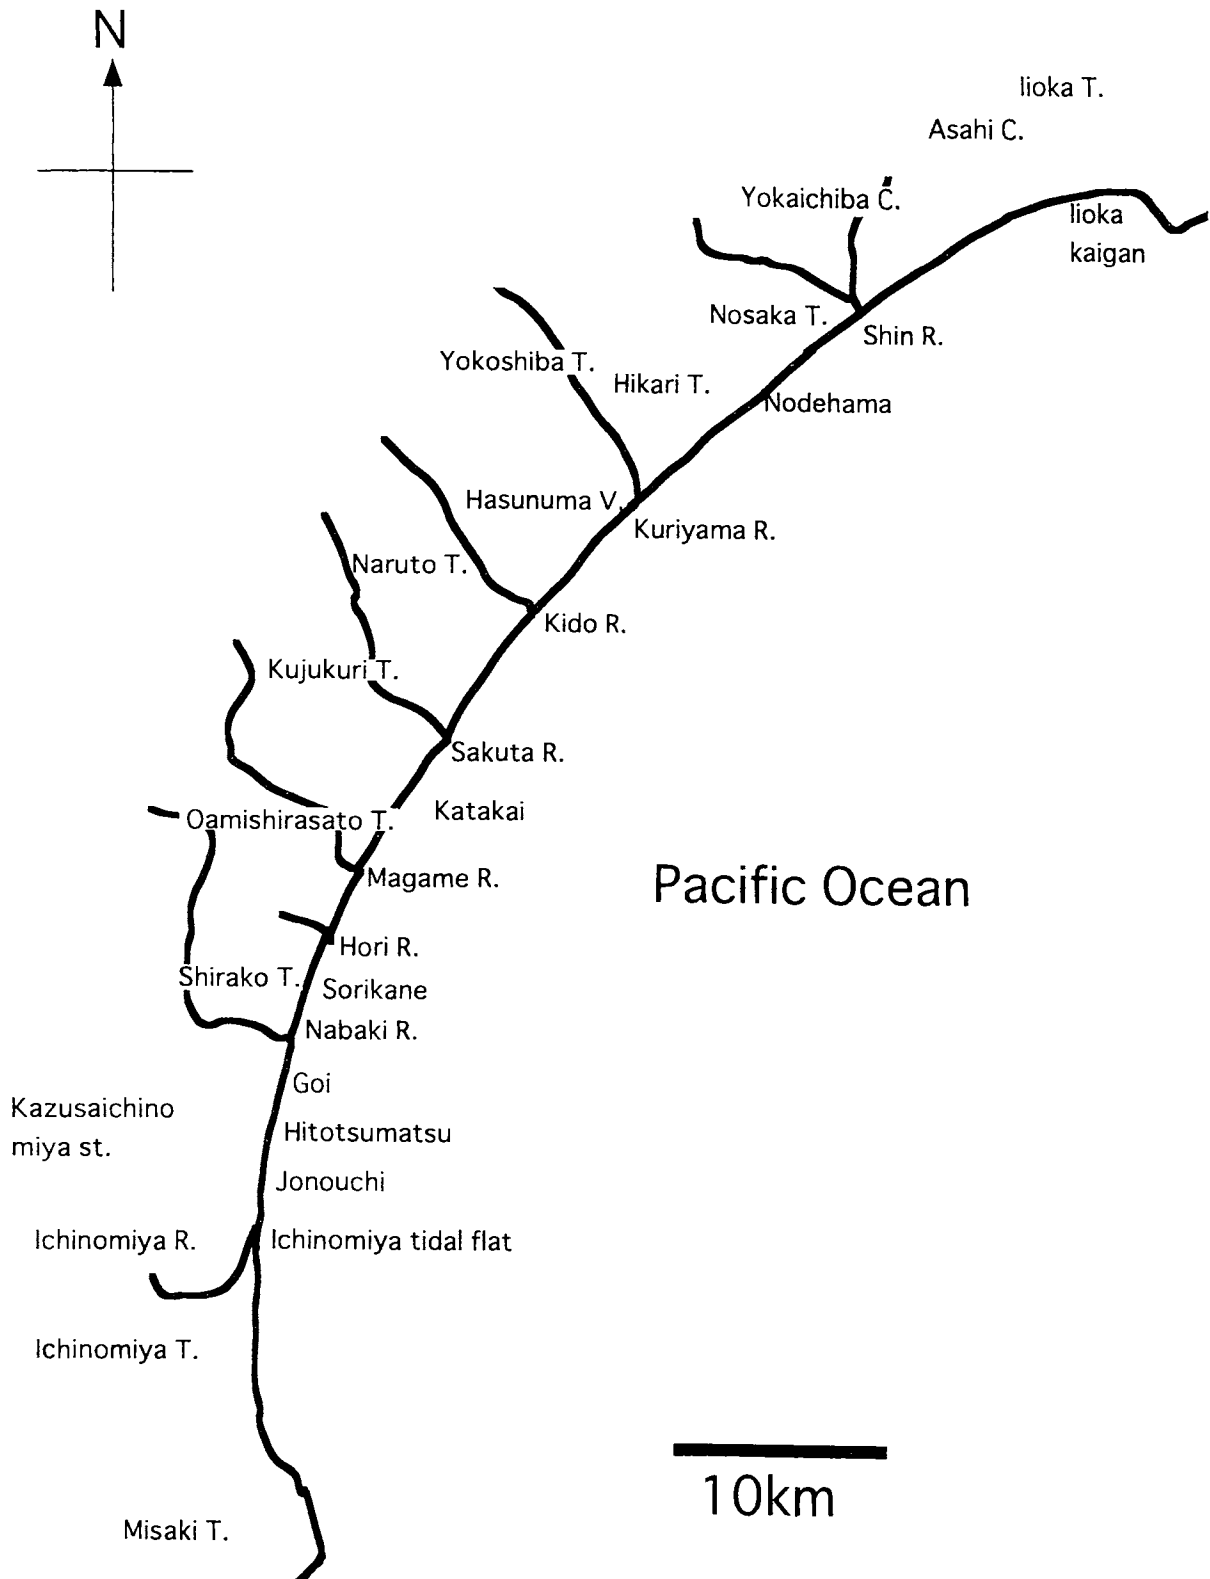 N
Iioka T.
Asahi C.
Yokaichiba C.
Iioka
kaigan
Nosaka T.
Shin R.
Yokoshiba T.
Hikari T.
Nodehama
Hasunuma V.
Kuriyama R.
Naruto T.
Kido R.
Kujukuri T.
Sakuta R.
Katakai
Oamishirasato T.
Magame R.
Pacific Ocean
Hori R.
Shirako T.
Sorikane
Nabaki R.
Goi
Kazusaichino
miya st.
Hitotsumatsu
Jonouchi
Ichinomiya R.
Ichinomiya tidal flat
Ichinomiya T.
10km
Misaki T.